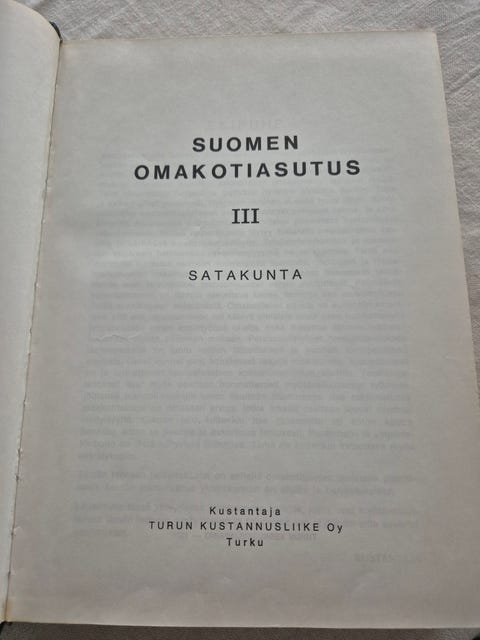 SUOMEN
OMAKOTIASUTUS
III
SATAKUNTA
Kustantaja
TURUN KUSTANNUSLIIKE Oy
Turku